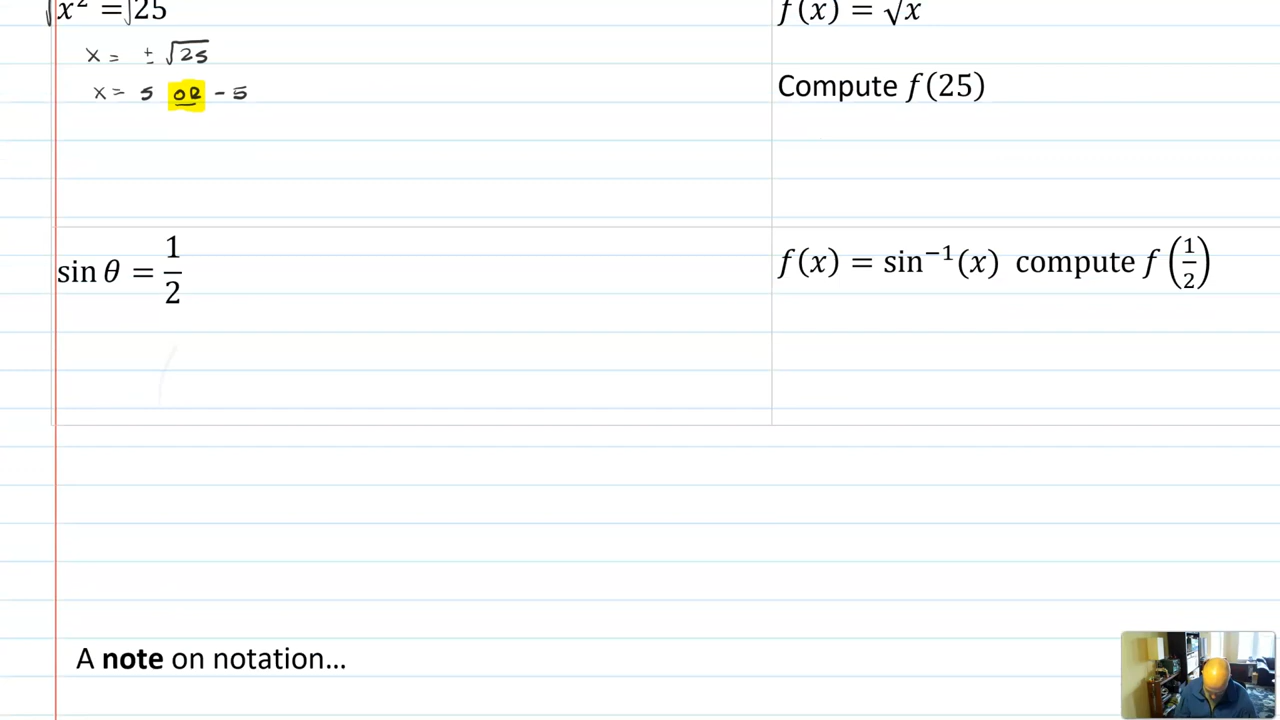 √x² = √25
x = ± √25
x = 5 OR - 5
f(x) = √x
Compute f(25)
sin θ = 1/2
f(x) = sin⁻¹(x) compute f(1/2)
A note on notation...